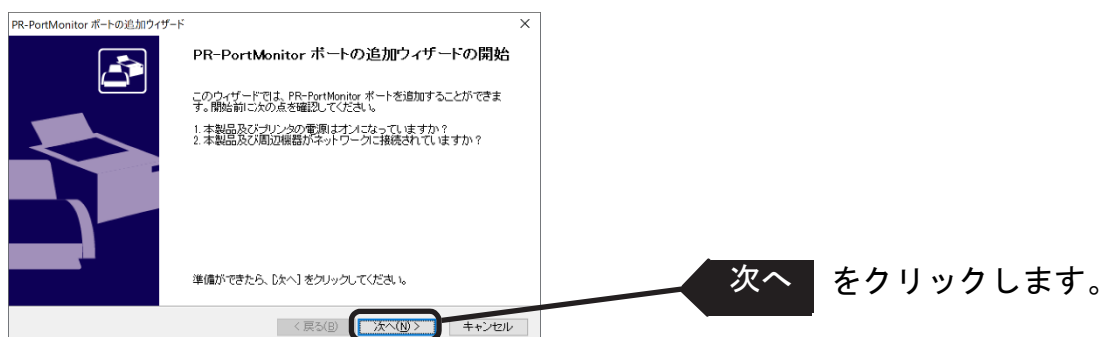 PR-PortMonitor ポートの追加ウィザード
PR-PortMonitor ポートの追加ウィザードの開始
このウィザードでは、PR-PortMonitor ポートを追加することができま
す。開始前に次の点を確認してください。
1. 本製品及びプリンタの電源はオンになっていますか？
2. 本製品及び周辺機器がネットワークに接続されていますか？
準備ができたら、[次へ] をクリックしてください。
< 戻る(B)
次へ(N) >
キャンセル
次へ をクリックします。